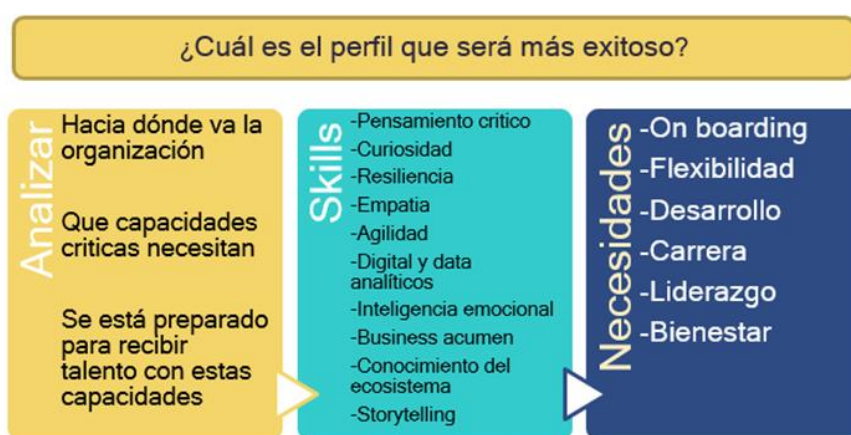 ¿Cuál es el perfil que será más exitoso?
Analizar
Hacia dónde va la
organización
Que capacidades
criticas necesitan
Se está preparado
para recibir
talento con estas
capacidades
Skills
-Pensamiento critico
-Curiosidad
-Resiliencia
-Empatia
-Agilidad
-Digital y data
analíticos
-Inteligencia emocional
-Business acumen
-Conocimiento del
ecosistema
-Storytelling
Necesidades
-On boarding
-Flexibilidad
-Desarrollo
-Carrera
-Liderazgo
-Bienestar